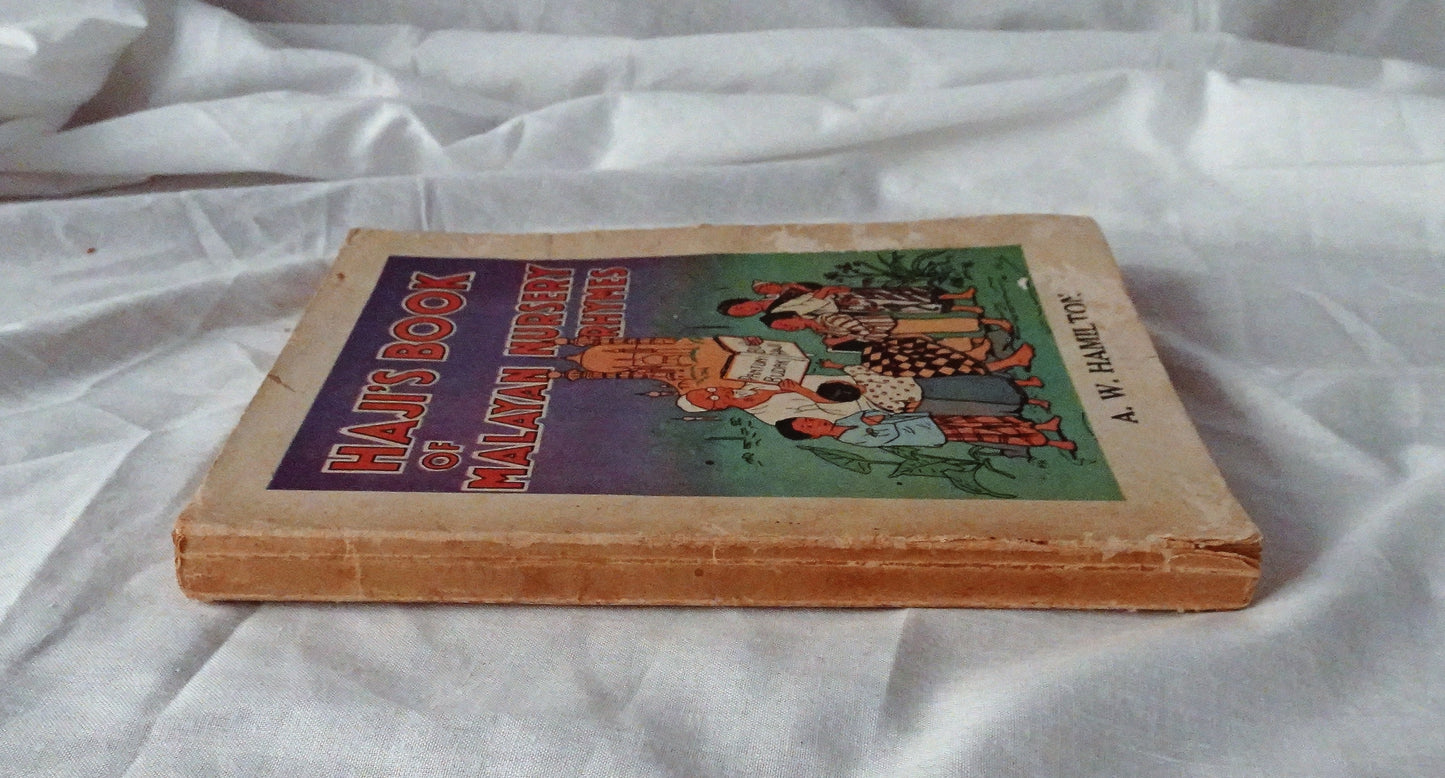 HAJI'S BOOK
OF
MALAYAN NURSERY
RHYMES
A. W. HAMILTON.